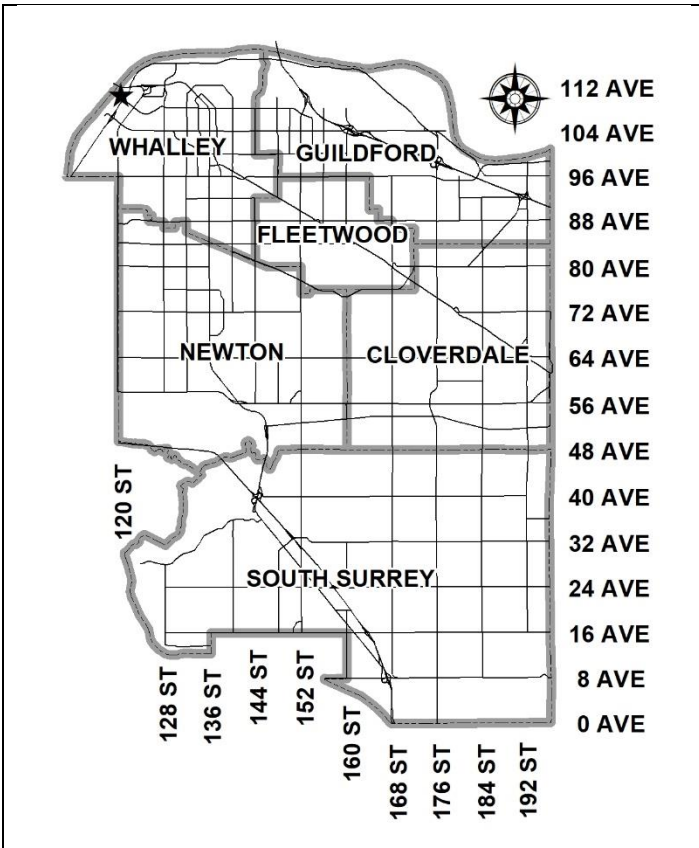 112 AVE
104 AVE
WHALLEY
GUILDFORD
96 AVE
88 AVE
FLEETWOOD
80 AVE
72 AVE
NEWTON
CLOVERDALE
64 AVE
56 AVE
48 AVE
120 ST
40 AVE
32 AVE
SOUTH SURREY
24 AVE
16 AVE
128 ST
136 ST
144 ST
152 ST
160 ST
8 AVE
0 AVE
168 ST
176 ST
184 ST
192 ST